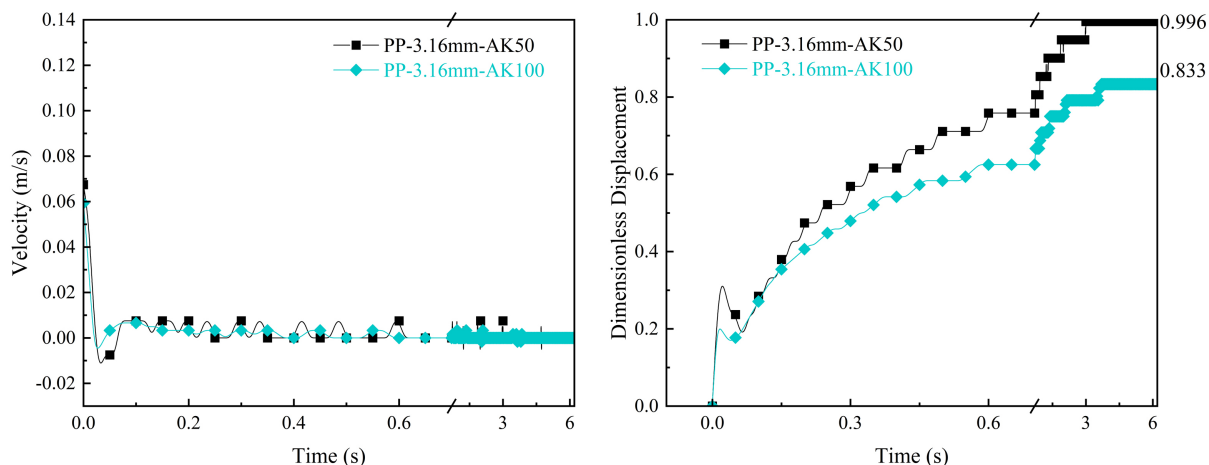 0.14
0.12
0.10
0.08
0.06
0.04
0.02
0.00
-0.02
Velocity (m/s)
PP-3.16mm-AK50
PP-3.16mm-AK100
0.0 0.2 0.4 0.6 3 6
Time (s)
1.0
0.8
0.6
0.4
0.2
0.0
Dimensionless Displacement
PP-3.16mm-AK50
PP-3.16mm-AK100
0.996
0.833
0.0 0.3 0.6 3 6
Time (s)